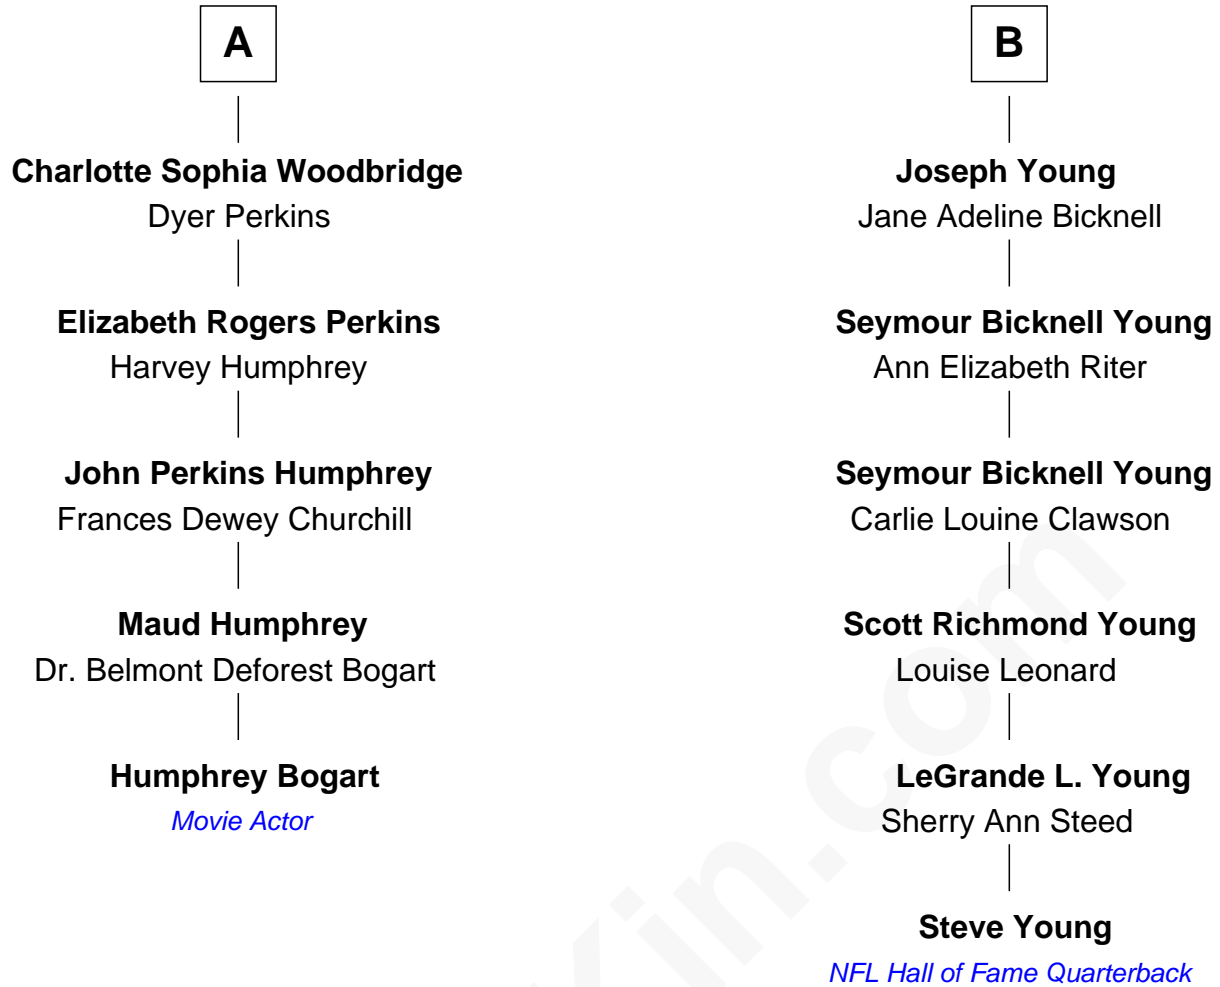 A
Charlotte Sophia Woodbridge
Dyer Perkins
Elizabeth Rogers Perkins
Harvey Humphrey
John Perkins Humphrey
Frances Dewey Churchill
Maud Humphrey
Dr. Belmont Deforest Bogart
Humphrey Bogart
Movie Actor
B
Joseph Young
Jane Adeline Bicknell
Seymour Bicknell Young
Ann Elizabeth Riter
Seymour Bicknell Young
Carlie Louine Clawson
Scott Richmond Young
Louise Leonard
LeGrande L. Young
Sherry Ann Steed
Steve Young
NFL Hall of Fame Quarterback